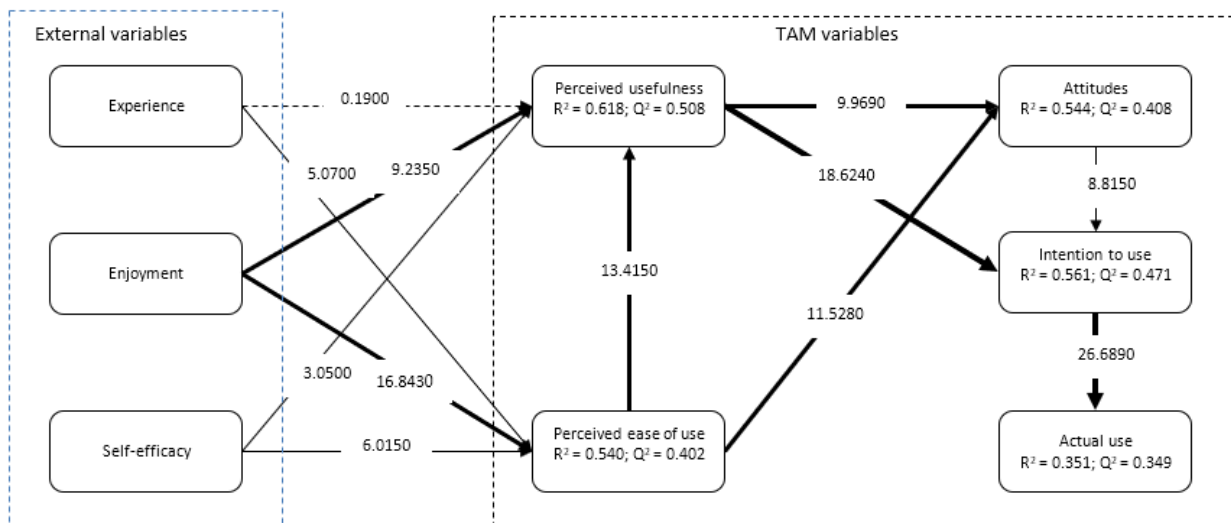 External variables
TAM variables
Experience
0.1900
Perceived usefulness
R² = 0.618; Q² = 0.508
9.9690
Attitudes
R² = 0.544; Q² = 0.408
5.0700
9.2350
18.6240
8.8150
Enjoyment
13.4150
Intention to use
R² = 0.561; Q² = 0.471
11.5280
3.0500
16.8430
26.6890
Self-efficacy
6.0150
Perceived ease of use
R² = 0.540; Q² = 0.402
Actual use
R² = 0.351; Q² = 0.349